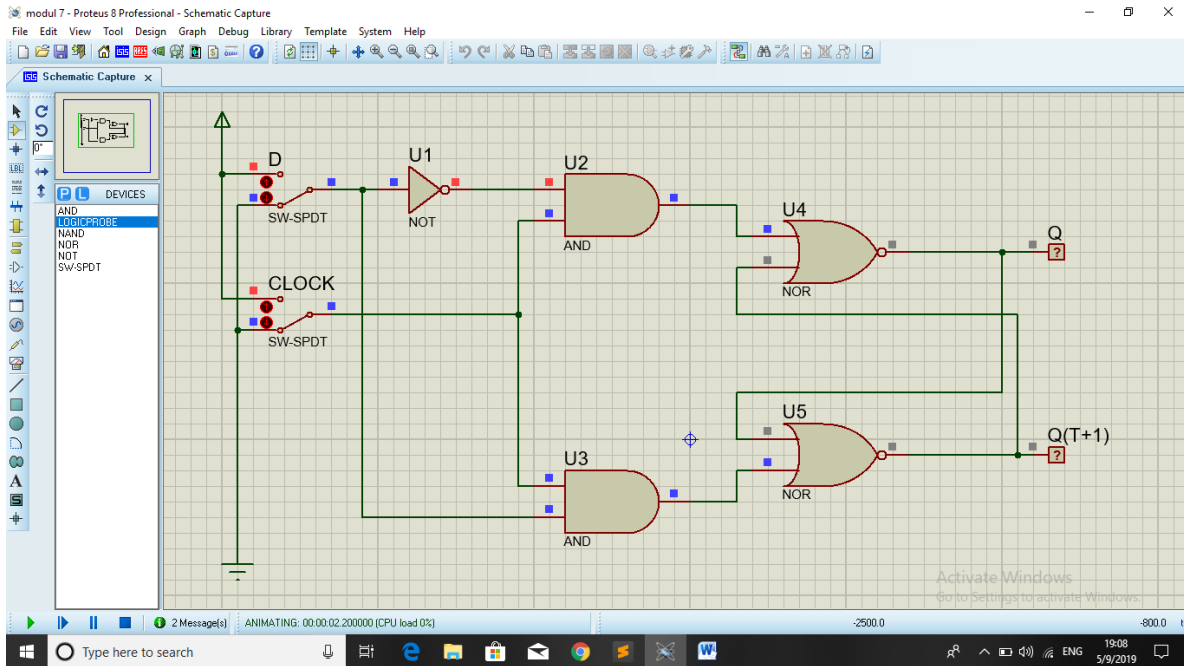 modul 7 - Proteus 8 Professional - Schematic Capture
File Edit View Tool Design Graph Debug Library Template System Help
Schematic Capture x
0°
P L DEVICES
AND
LOGICPROBE
NAND
NOR
NOT
SW-SPDT
LBL
A
S
D
SW-SPDT
CLOCK
SW-SPDT
U1
NOT
U2
AND
U3
AND
U4
NOR
U5
NOR
Q
?
Q(T+1)
?
Activate Windows
Go to Settings to activate Windows.
2 Message(s) ANIMATING: 00:00:02.200000 (CPU load 0%) -2500.0 -800.0
Type here to search
ENG
19:08
5/9/2019